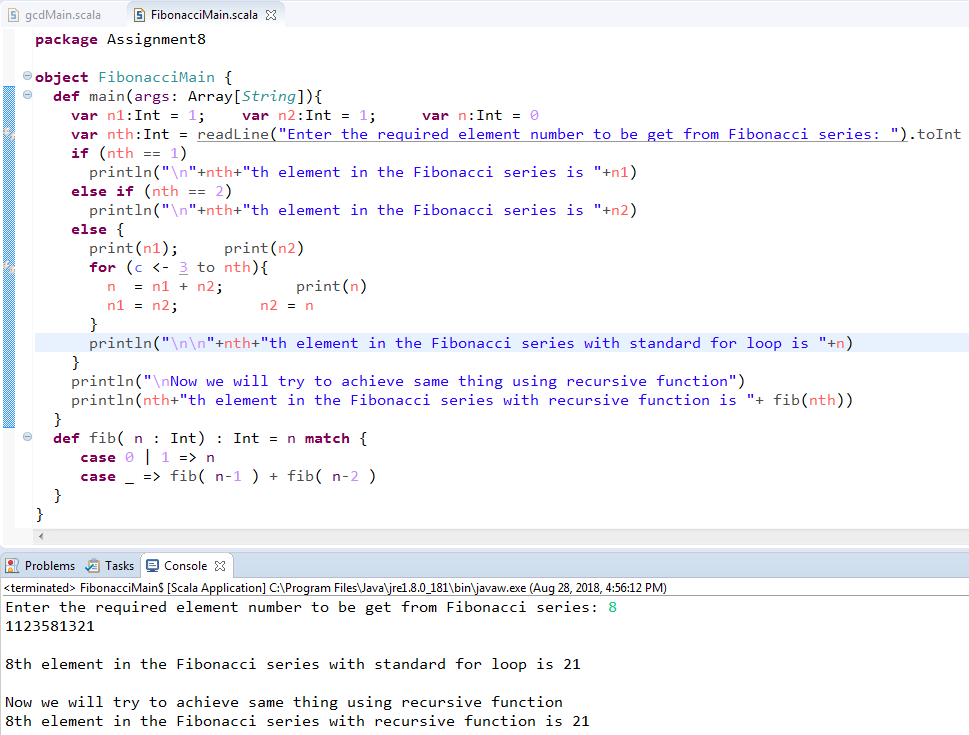 gcdMain.scala FibonacciMain.scala
package Assignment8
object FibonacciMain {
def main(args: Array[String]){
var n1:Int = 1; var n2:Int = 1; var n:Int = 0
var nth:Int = readLine("Enter the required element number to be get from Fibonacci series: ").toInt
if (nth == 1)
println("\n"+nth+"th element in the Fibonacci series is "+n1)
else if (nth == 2)
println("\n"+nth+"th element in the Fibonacci series is "+n2)
else {
print(n1); print(n2)
for (c <- 3 to nth){
n = n1 + n2; print(n)
n1 = n2; n2 = n
}
println("\n\n"+nth+"th element in the Fibonacci series with standard for loop is "+n)
}
println("\nNow we will try to achieve same thing using recursive function")
println(nth+"th element in the Fibonacci series with recursive function is "+ fib(nth))
}
def fib( n : Int) : Int = n match {
case 0 | 1 => n
case _ => fib( n-1 ) + fib( n-2 )
}
}
Problems Tasks Console
<terminated> FibonacciMain$ [Scala Application] C:\Program Files\Java\jre1.8.0_181\bin\javaw.exe (Aug 28, 2018, 4:56:12 PM)
Enter the required element number to be get from Fibonacci series: 8
1123581321
8th element in the Fibonacci series with standard for loop is 21
Now we will try to achieve same thing using recursive function
8th element in the Fibonacci series with recursive function is 21